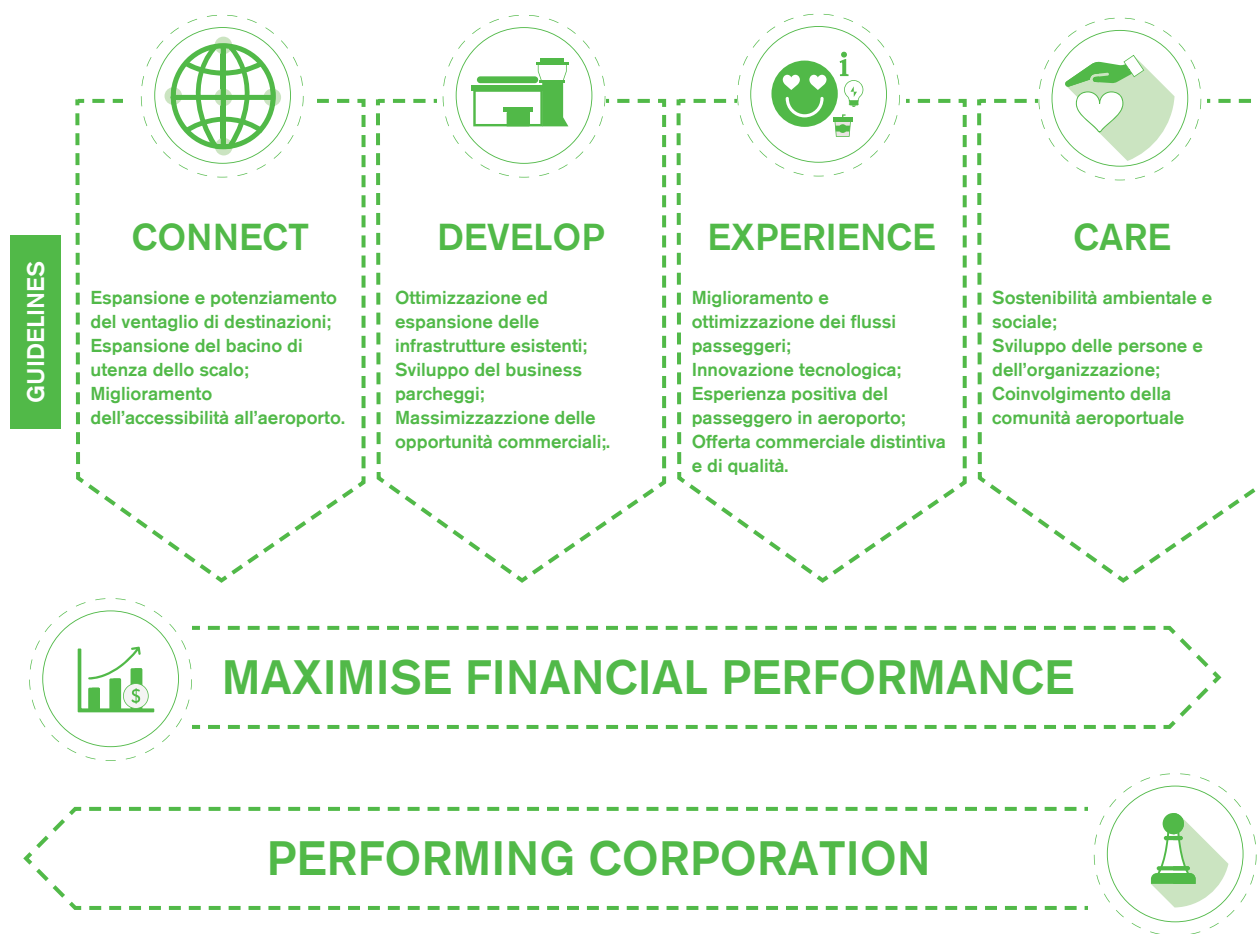 GUIDELINES
CONNECT
Espansione e potenziamento
del ventaglio di destinazioni;
Espansione del bacino di
utenza dello scalo;
Miglioramento
dell'accessibilità all'aeroporto.
DEVELOP
Ottimizzazione ed
espansione delle
infrastrutture esistenti;
Sviluppo del business
parcheggi;
Massimizzazzione delle
opportunità commerciali;.
i
EXPERIENCE
Miglioramento e
ottimizzazione dei flussi
passeggeri;
Innovazione tecnologica;
Esperienza positiva del
passeggero in aeroporto;
Offerta commerciale distintiva
e di qualità.
CARE
Sostenibilità ambientale e
sociale;
Sviluppo delle persone e
dell'organizzazione;
Coinvolgimento della
comunità aeroportuale
$
MAXIMISE FINANCIAL PERFORMANCE
PERFORMING CORPORATION